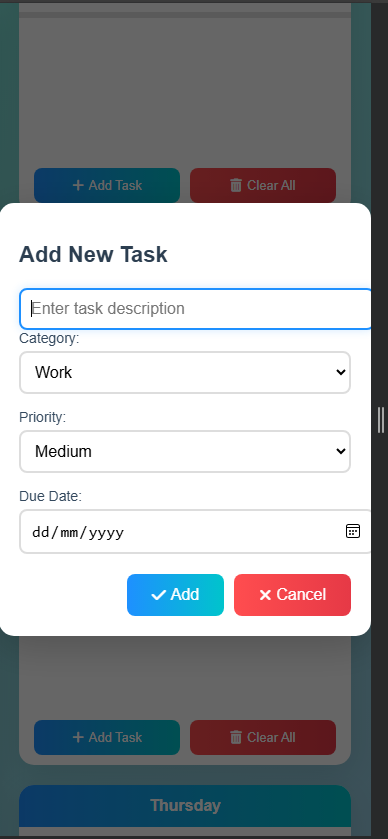 Add Task Clear All
Add New Task
Enter task description
Category:
Work
Priority:
Medium
Due Date:
dd/mm/yyyy
Add Cancel
Add Task Clear All
Thursday